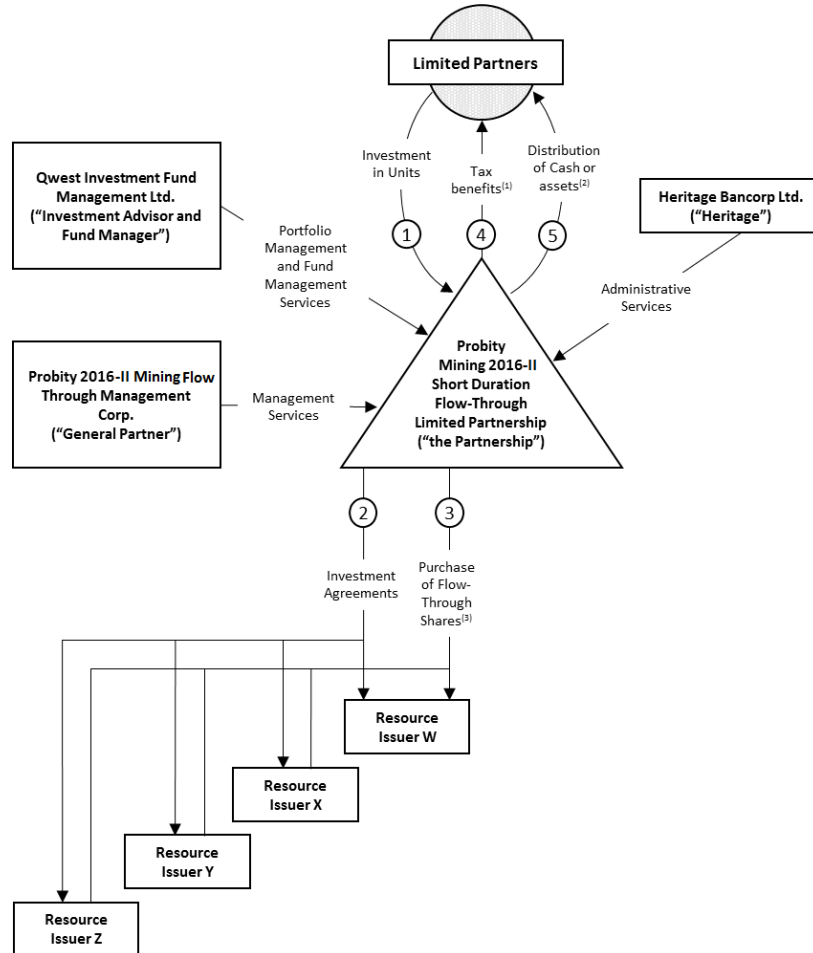 Limited Partners
Investment
in Units
Tax
benefits(1)
Distribution
of Cash or
assets(2)
Qwest Investment Fund
Management Ltd.
(“Investment Advisor and
Fund Manager”)
Heritage Bancorp Ltd.
(“Heritage”)
1
4
5
Portfolio
Management
and Fund
Management
Services
Administrative
Services
Probity 2016-II Mining Flow
Through Management
Corp.
(“General Partner”)
Management
Services
Probity
Mining 2016-II
Short Duration
Flow-Through
Limited Partnership
(“the Partnership”)
2
3
Investment
Agreements
Purchase
of Flow-
Through
Shares(3)
Resource
Issuer W
Resource
Issuer X
Resource
Issuer Y
Resource
Issuer Z